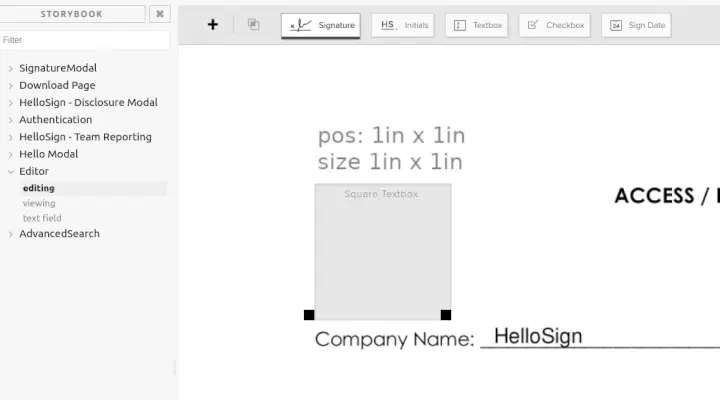 STORYBOOK ⌘
Filter
SignatureModal
Download Page
HelloSign - Disclosure Modal
Authentication
HelloSign - Team Reporting
Hello Modal
Editor
editing
viewing
text field
AdvancedSearch
+ Signature HS Initials Textbox Checkbox 24 Sign Date
pos: 1in x 1in
size 1in x 1in
Square Textbox
ACCESS /
Company Name: HelloSign